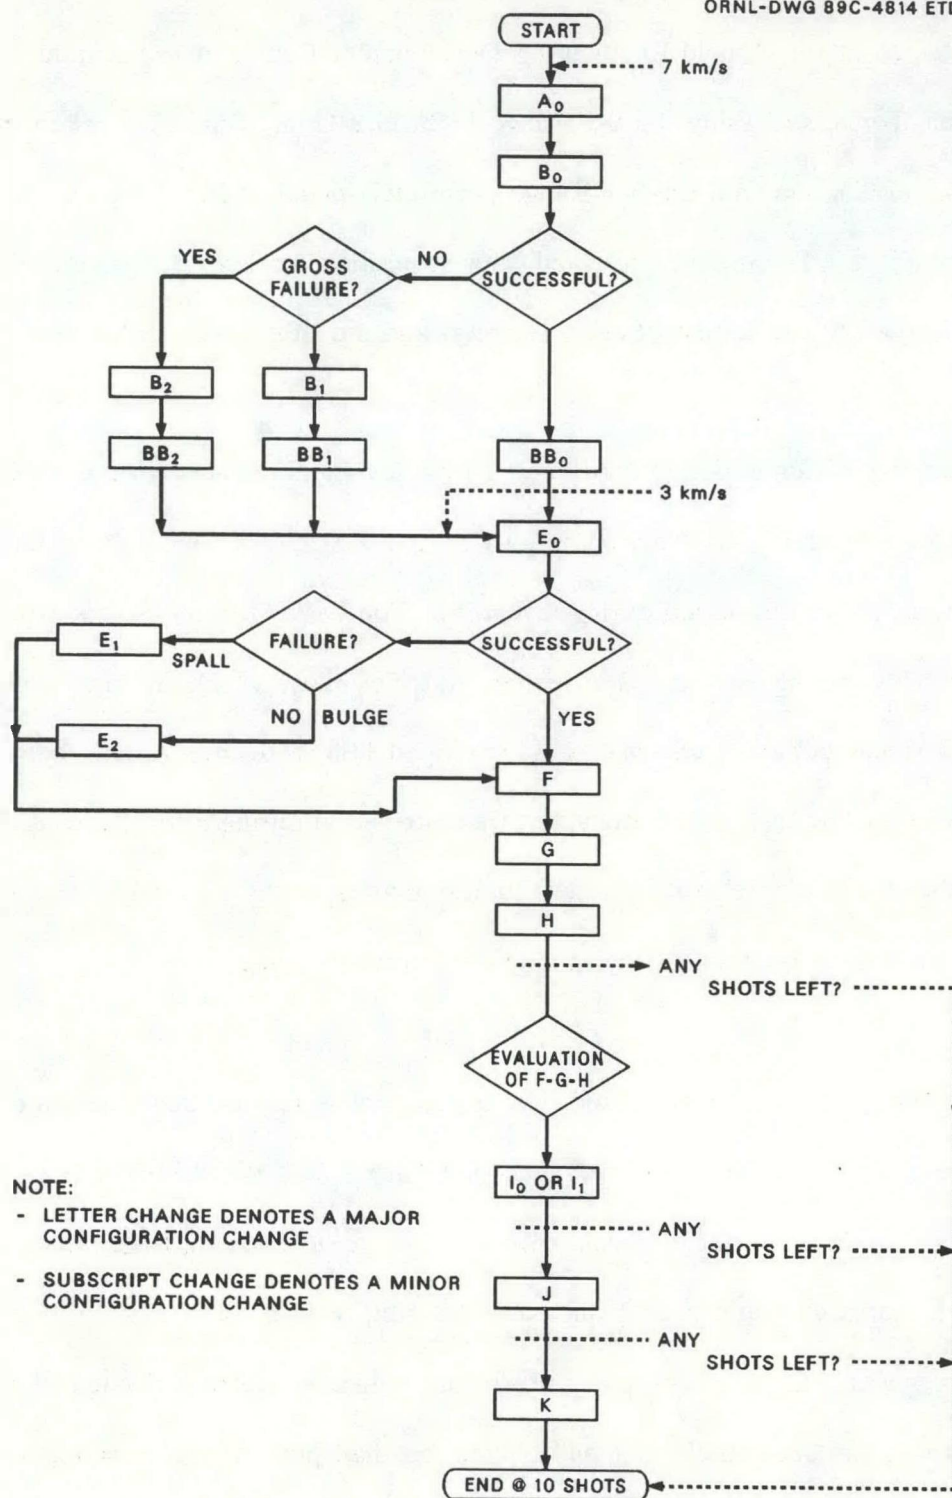 ORNL-DWG 89C-4814 ETD
START
7 km/s
A₀
B₀
YES
GROSS
FAILURE?
NO
SUCCESSFUL?
B₂
B₁
BB₂
BB₁
BB₀
3 km/s
E₀
E₁
SPALL
FAILURE?
SUCCESSFUL?
NO BULGE
YES
E₂
F
G
H
ANY
SHOTS LEFT?
EVALUATION
OF F-G-H
I₀ OR I₁
NOTE:
- LETTER CHANGE DENOTES A MAJOR
CONFIGURATION CHANGE
- SUBSCRIPT CHANGE DENOTES A MINOR
CONFIGURATION CHANGE
ANY
SHOTS LEFT?
J
ANY
SHOTS LEFT?
K
END @ 10 SHOTS